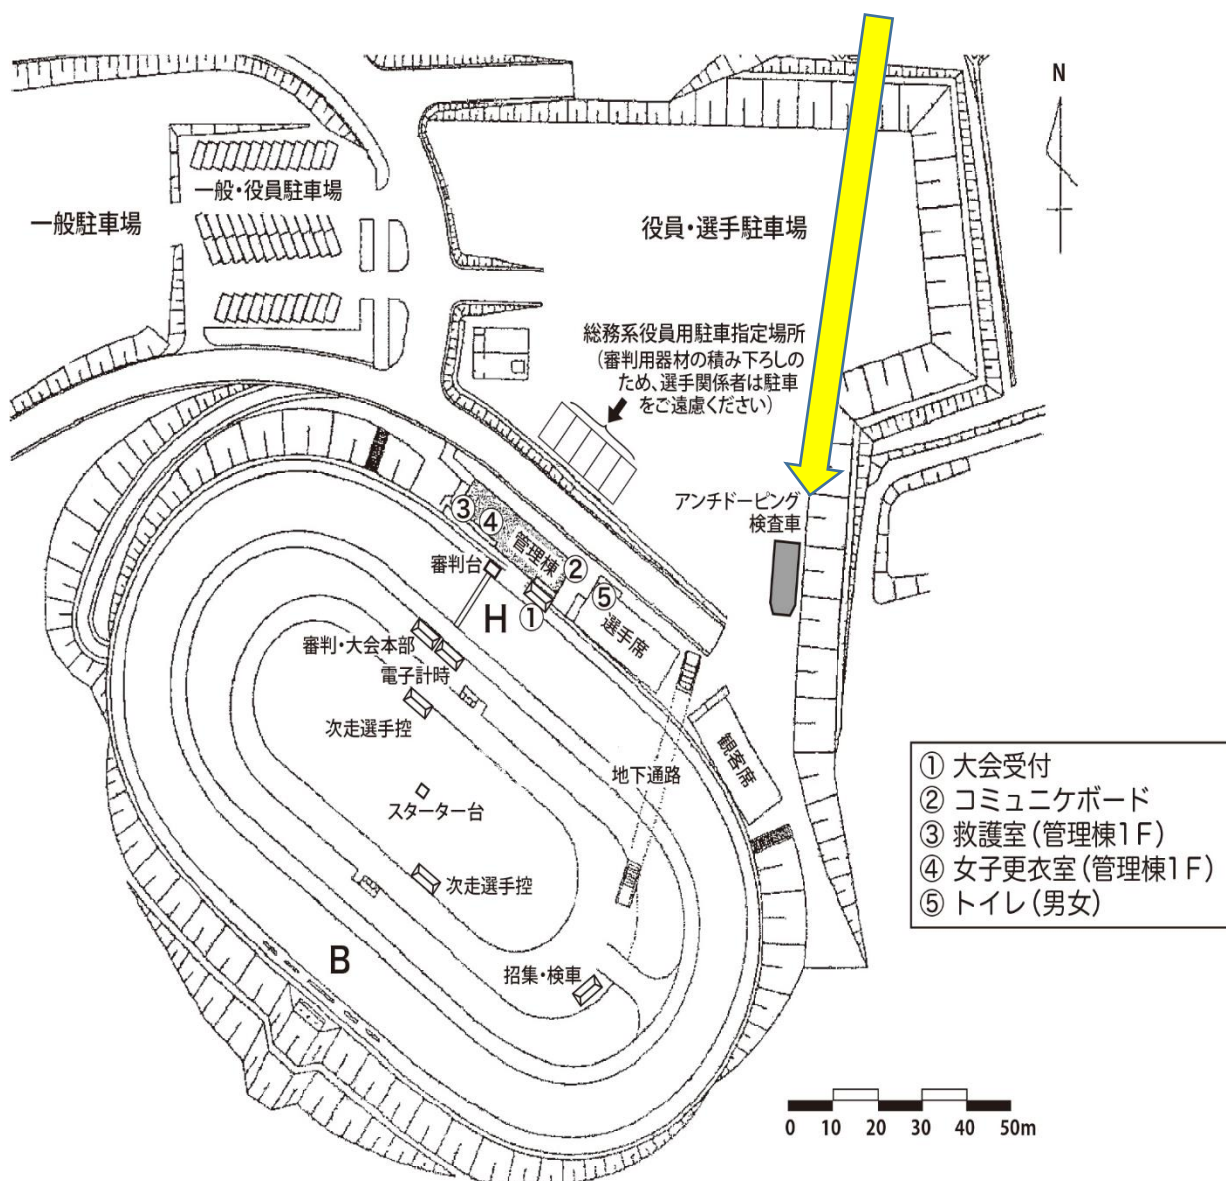 N
一般・役員駐車場
一般駐車場
役員・選手駐車場
総務系役員用駐車指定場所
(審判用器材の積み下ろしの
ため、選手関係者は駐車
をご遠慮ください)
アンチドーピング
検査車
③
④
管理棟
②
審判台
⑤
選手席
H
①
審判・大会本部
電子計時
次走選手控
観客席
地下通路
スターター台
次走選手控
B
招集・検車
① 大会受付
② コミュニケボード
③ 救護室(管理棟1F)
④ 女子更衣室(管理棟1F)
⑤ トイレ(男女)
0 10 20 30 40 50m